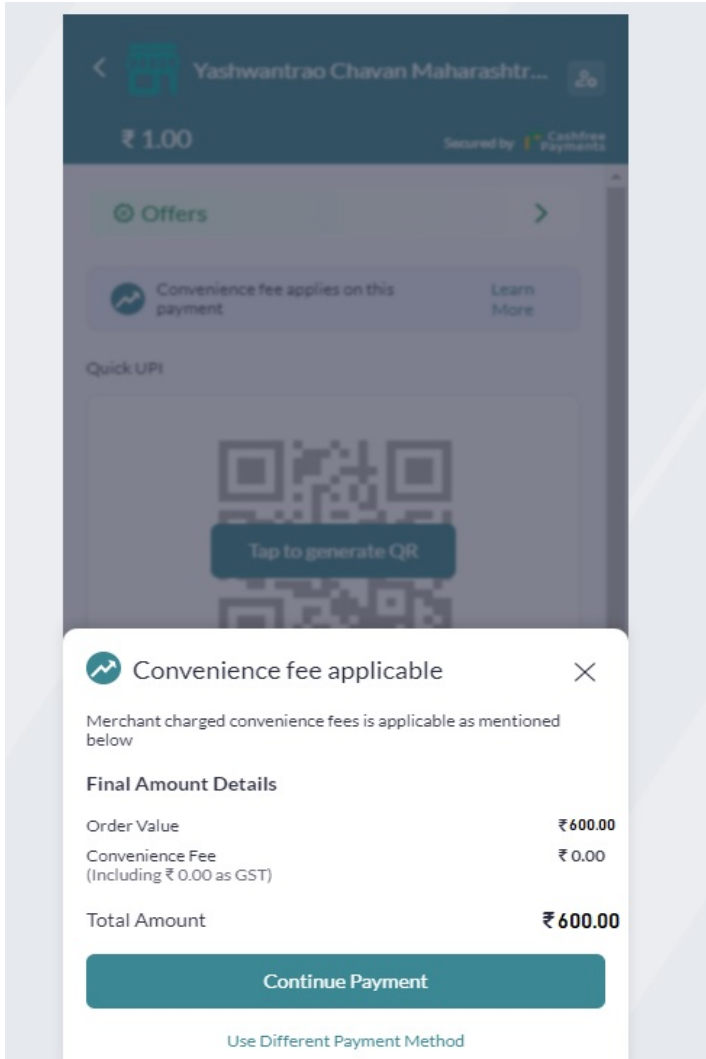 Yashwantrao Chavan Maharashtr...
₹ 1.00
Secured by Cashfree Payments
Offers
Convenience fee applies on this
payment
Learn
More
Quick UPI
Tap to generate QR
Convenience fee applicable
Merchant charged convenience fees is applicable as mentioned
below
Final Amount Details
Order Value ₹600.00
Convenience Fee ₹ 0.00
(Including ₹ 0.00 as GST)
Total Amount ₹600.00
Continue Payment
Use Different Payment Method